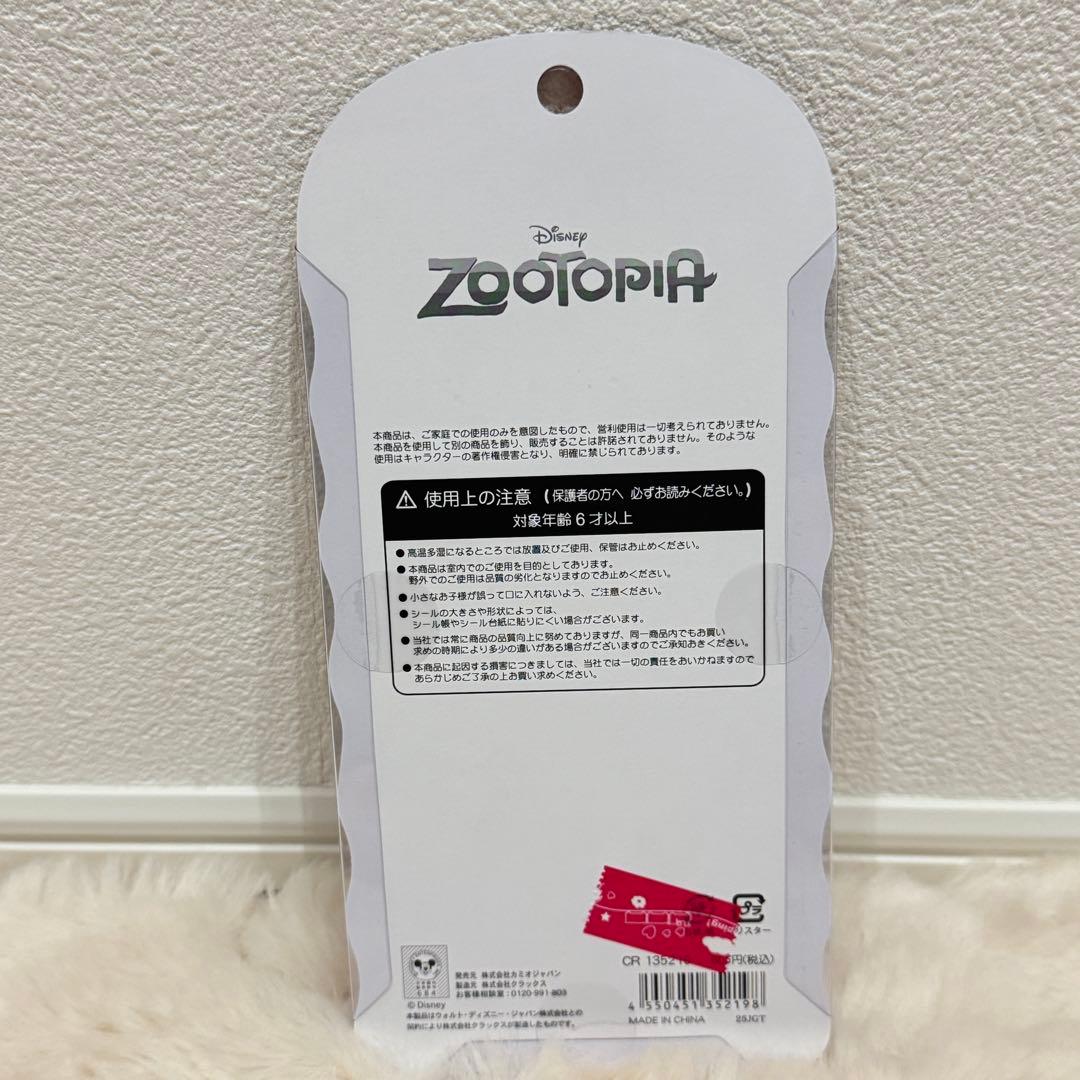 Disney
ZOOTOPIA
本商品は、ご家庭での使用のみを意図したもので、営利使用は一切考えられておりません。
本商品を使用して別の商品を飾り、販売することは許諾されておりません。そのような
使用はキャラクターの著作権侵害となり、明確に禁じられております。
⚠ 使用上の注意 (保護者の方へ 必ずお読みください。)
対象年齢6才以上
●高温多湿になるところでは放置及びご使用、保管はお止めください。
●本商品は室内でのご使用を目的としております。
野外でのご使用は品質の劣化となりますのでお止めください。
●小さなお子様が誤って口に入れないよう、ご注意ください。
●シールの大きさや形状によっては、
シール帳やシール台紙に貼りにくい場合がございます。
●当社では常に商品の品質向上に努めておりますが、同一商品内でもお買い
求めの時期により多少の違いがある場合がございますのでご承知おきください。
●本商品に起因する損害につきましては、当社では一切の責任をおいかねますので
あらかじめご了承の上お買い求めください。
プラ
スター
CR 1352 円(税込)
発売元 株式会社カミオジャパン
製造元 株式会社クラックス
お客様相談室:0120-991-803
© Disney
本製品はウォルト・ディズニー・ジャパン株式会社との
契約により株式会社クラックスが製造したものです。
4 550451 352198
MADE IN CHINA 25JGT